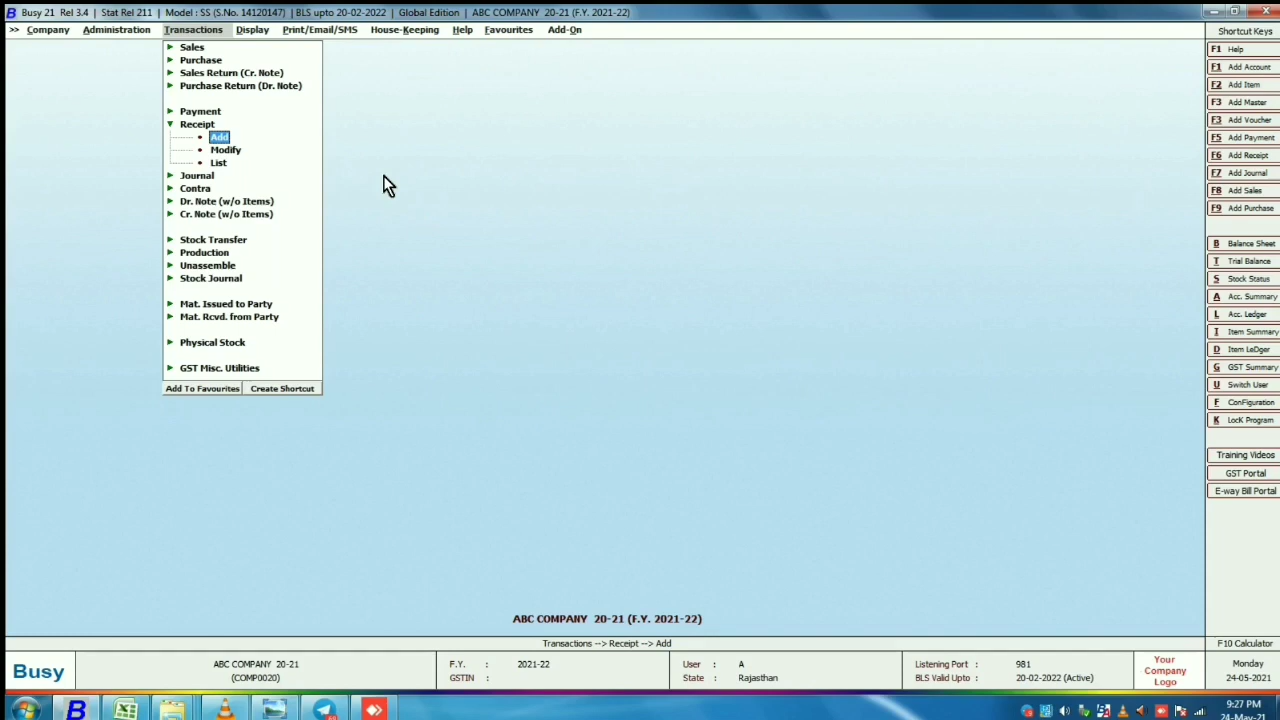 B Busy 21 Rel 3.4 | Stat Rel 211 | Model : SS (S.No. 14120147) | BLS upto 20-02-2022 | Global Edition | ABC COMPANY 20-21 (F.Y. 2021-22)
>> Company Administration Transactions Display Print/Email/SMS House-Keeping Help Favourites Add-On
Sales
Purchase
Sales Return (Cr. Note)
Purchase Return (Dr. Note)
Payment
Receipt
Add
Modify
List
Journal
Contra
Dr. Note (w/o Items)
Cr. Note (w/o Items)
Stock Transfer
Production
Unassemble
Stock Journal
Mat. Issued to Party
Mat. Rcvd. from Party
Physical Stock
GST Misc. Utilities
Add To Favourites Create Shortcut
Shortcut Keys
F1 Help
F1 Add Account
F2 Add Item
F3 Add Master
F3 Add Voucher
F5 Add Payment
F6 Add Receipt
F7 Add Journal
F8 Add Sales
F9 Add Purchase
B Balance Sheet
T Trial Balance
S Stock Status
A Acc. Summary
L Acc. Ledger
I Item Summary
D Item LeDger
G GST Summary
U Switch User
F ConFiguration
K LocK Program
Training Videos
GST Portal
E-way Bill Portal
ABC COMPANY 20-21 (F.Y. 2021-22)
Transactions --> Receipt --> Add
F10 Calculator
Busy
ABC COMPANY 20-21
(COMP0020)
F.Y. : 2021-22
GSTIN :
User : A
State : Rajasthan
Listening Port : 981
BLS Valid Upto : 20-02-2022 (Active)
Your
Company
Logo
Monday
24-05-2021
B
9:27 PM
24-May-21